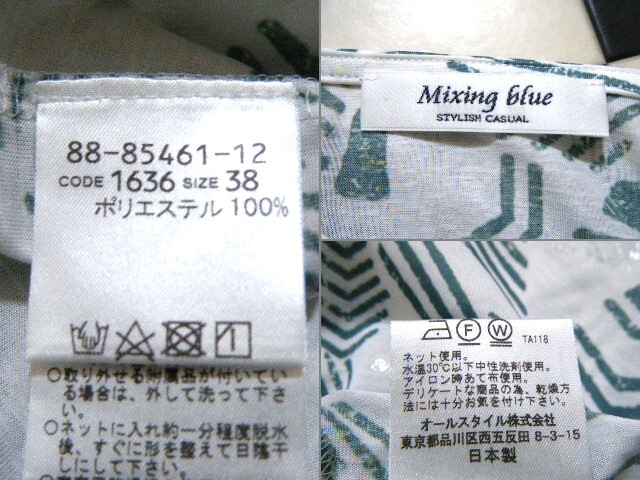 88-85461-12
CODE 1636 SIZE 38
ポリエステル 100%
○取り外せる附属品が付いてい
る場合は、外して洗って下さ
い。
○ネットに入れ約一分程度脱水
後、すぐに形を整えて日陰干
しにして下さい。
Mixing blue
STYLISH CASUAL
F W TA118
ネット使用。
水温30℃以下中性洗剤使用。
アイロン時あて布使用。
デリケートな商品の為、乾燥方
法には十分お気を付け下さい。
オールスタイル株式会社
東京都品川区西五反田 8-3-15
日本製